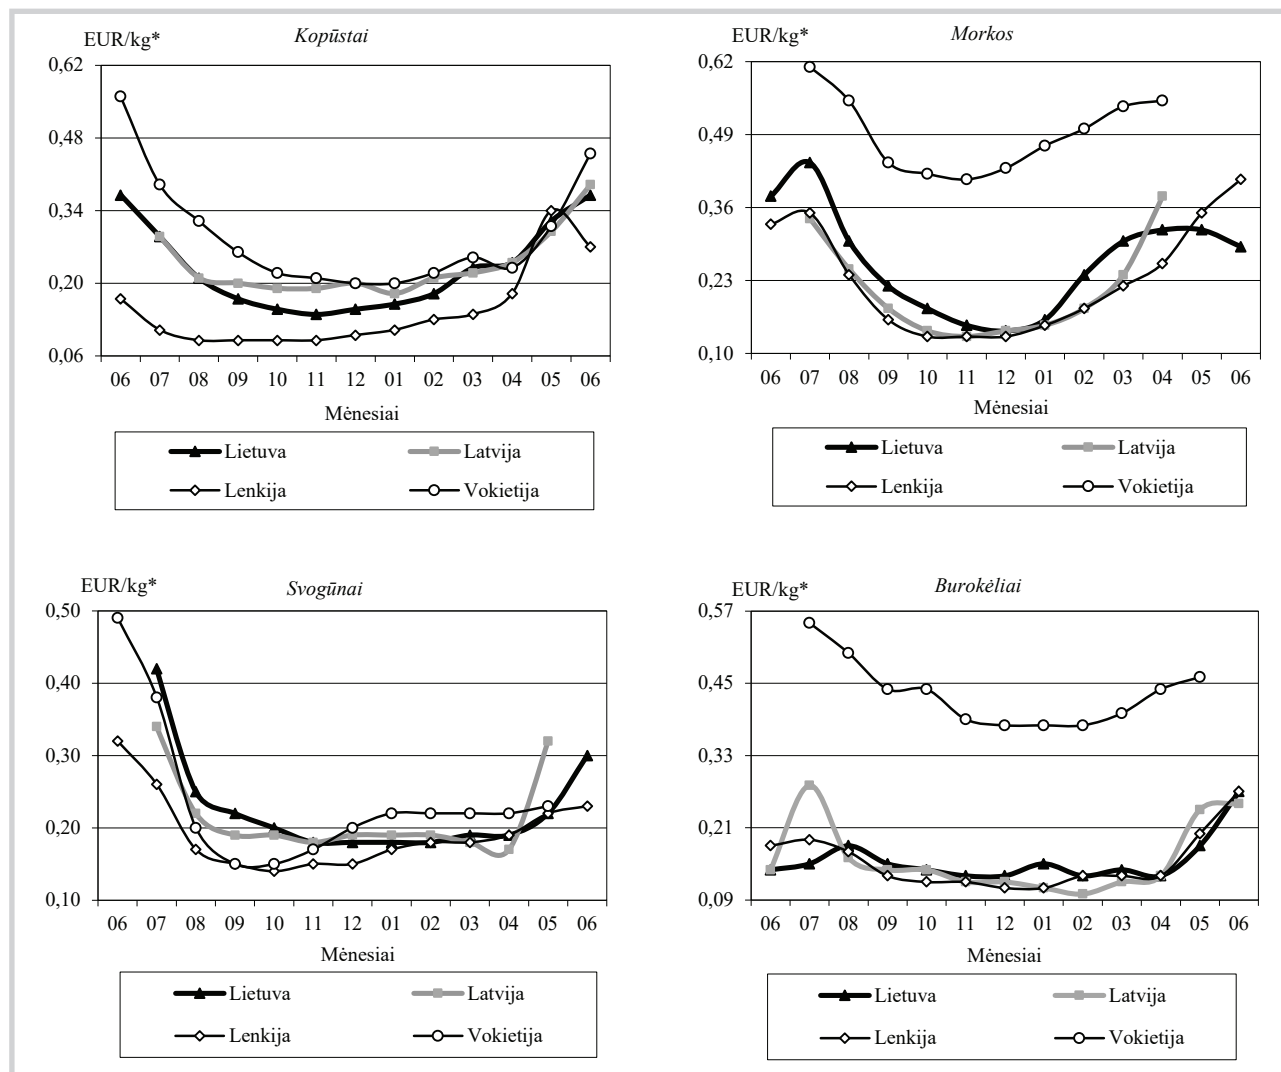 EUR/kg*
Kopūstai
0,62
0,48
0,34
0,20
0,06
06 07 08 09 10 11 12 01 02 03 04 05 06
Mėnesiai
Lietuva
Latvija
Lenkija
Vokietija
EUR/kg*
Morkos
0,62
0,49
0,36
0,23
0,10
06 07 08 09 10 11 12 01 02 03 04 05 06
Mėnesiai
Lietuva
Latvija
Lenkija
Vokietija
EUR/kg*
Svogūnai
0,50
0,40
0,30
0,20
0,10
06 07 08 09 10 11 12 01 02 03 04 05 06
Mėnesiai
Lietuva
Latvija
Lenkija
Vokietija
EUR/kg*
Burokėliai
0,57
0,45
0,33
0,21
0,09
06 07 08 09 10 11 12 01 02 03 04 05 06
Mėnesiai
Lietuva
Latvija
Lenkija
Vokietija